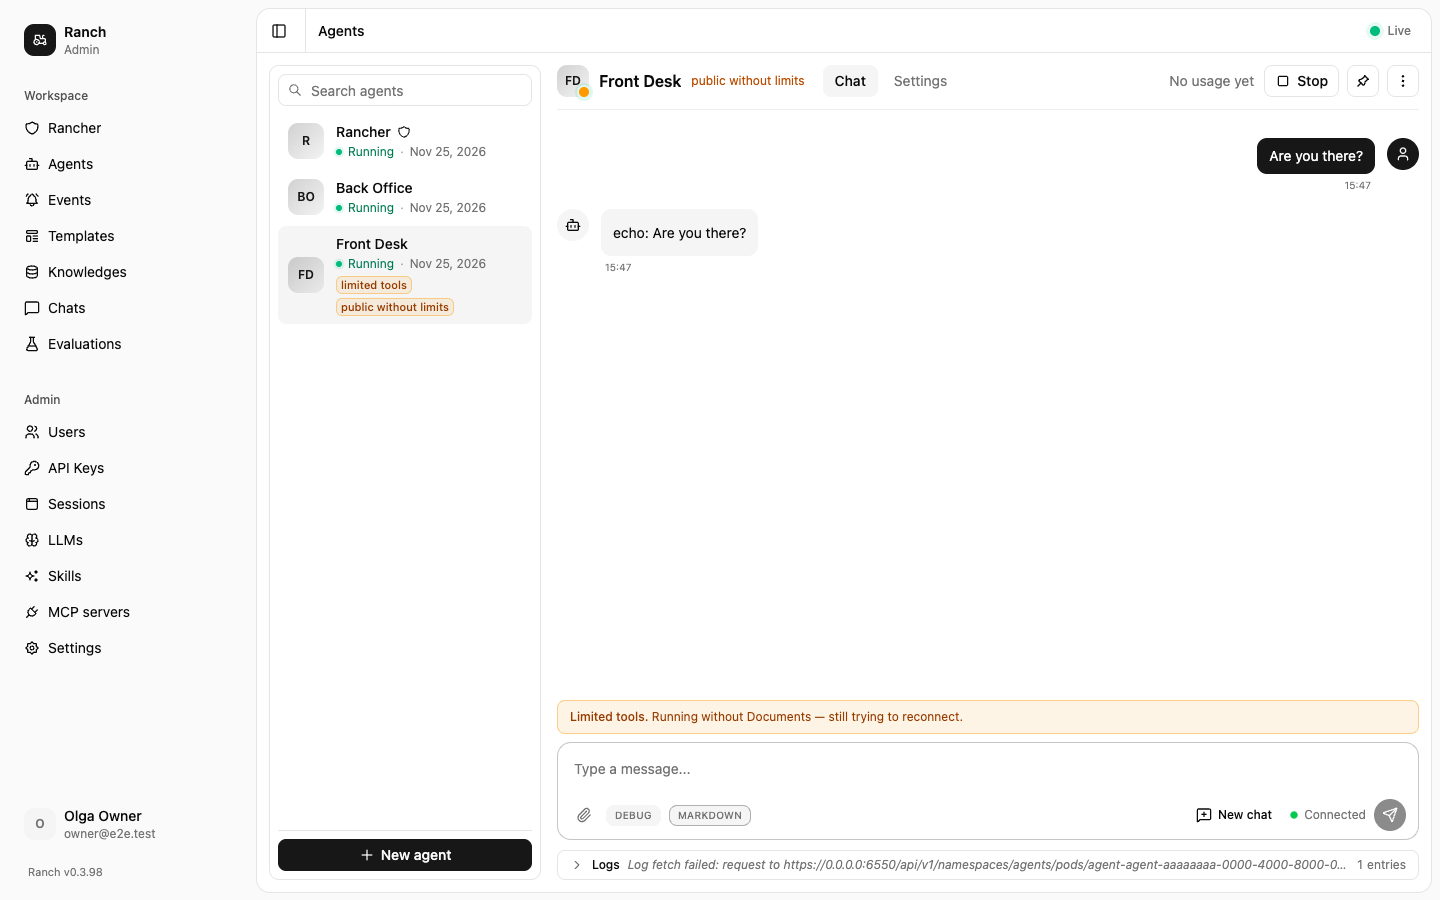 Ranch
Admin
Workspace
Rancher
Agents
Events
Templates
Knowledges
Chats
Evaluations
Admin
Users
API Keys
Sessions
LLMs
Skills
MCP servers
Settings
O
Olga Owner
owner@e2e.test
Ranch v0.3.98
Agents
Live
Search agents
R
Rancher
Running · Nov 25, 2026
BO
Back Office
Running · Nov 25, 2026
FD
Front Desk
Running · Nov 25, 2026
limited tools
public without limits
New agent
FD
Front Desk
public without limits
Chat
Settings
No usage yet
Stop
Are you there?
15:47
echo: Are you there?
15:47
Limited tools. Running without Documents — still trying to reconnect.
Type a message...
DEBUG
MARKDOWN
New chat
Connected
Logs
Log fetch failed: request to https://0.0.0.0:6550/api/v1/namespaces/agents/pods/agent-agent-aaaaaaaa-0000-4000-8000-0...
1 entries